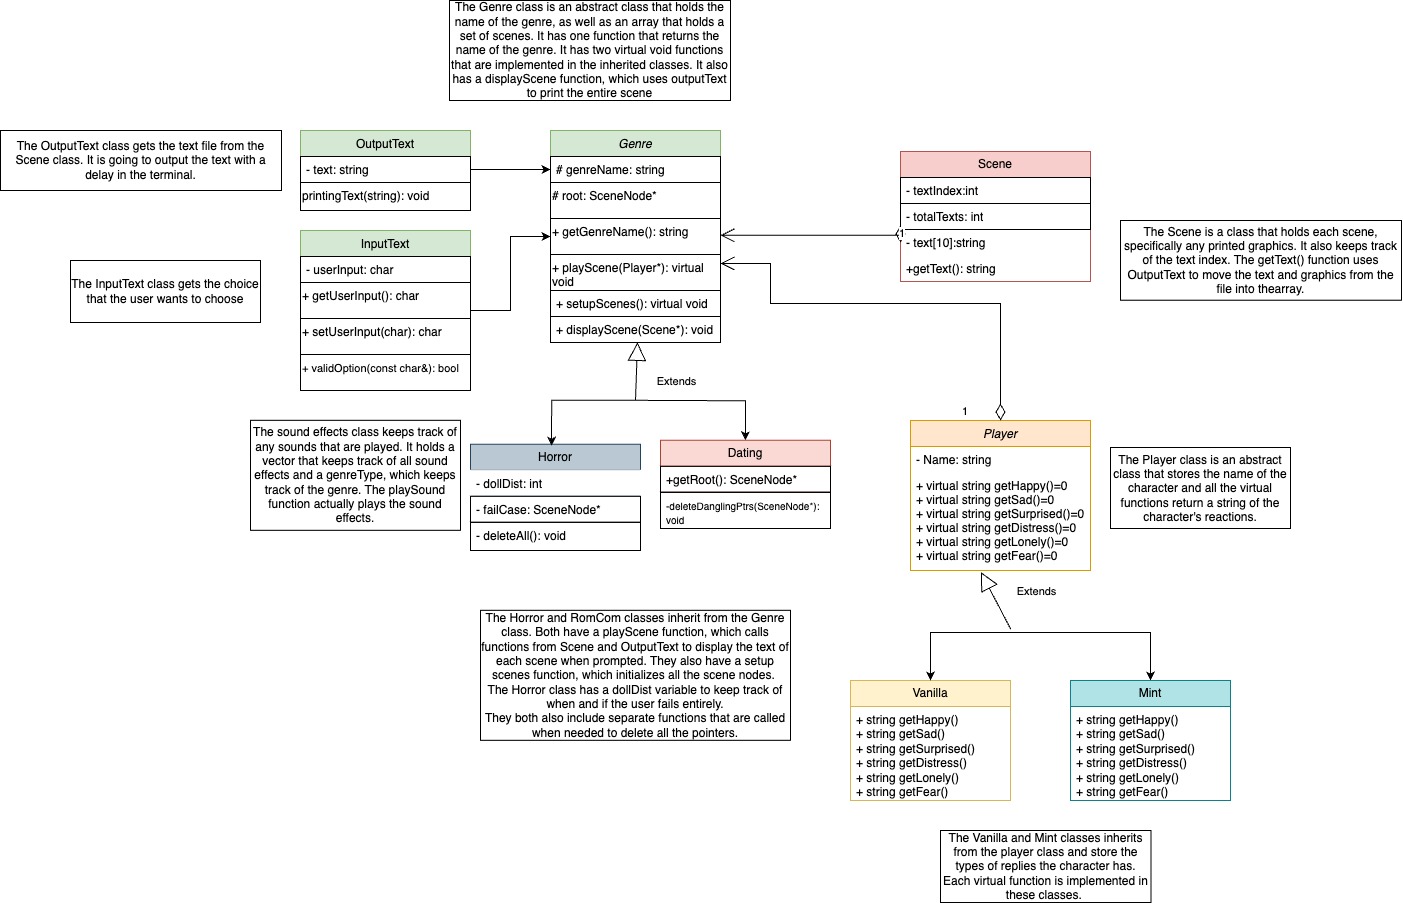 The Genre class is an abstract class that holds the
name of the genre, as well as an array that holds a
set of scenes. It has one function that returns the
name of the genre. It has two virtual void functions
that are implemented in the inherited classes. It also
has a displayScene function, which uses outputText
to print the entire scene
The OutputText class gets the text file from the
Scene class. It is going to output the text with a
delay in the terminal.
OutputText
- text: string
printingText(string): void
Genre
# genreName: string
# root: SceneNode*
+ getGenreName(): string
+ playScene(Player*): virtual
void
+ setupScenes(): virtual void
+ displayScene(Scene*): void
Scene
- textIndex:int
- totalTexts: int
1
- text[10]:string
+getText(): string
The Scene is a class that holds each scene,
specifically any printed graphics. It also keeps track
of the text index. The getText() function uses
OutputText to move the text and graphics from the
file into thearray.
The InputText class gets the choice
that the user wants to choose
InputText
- userInput: char
+ getUserInput(): char
+ setUserInput(char): char
+ validOption(const char&): bool
Extends
The sound effects class keeps track of
any sounds that are played. It holds a
vector that keeps track of all sound
effects and a genreType, which keeps
track of the genre. The playSound
function actually plays the sound
effects.
Horror
- dollDist: int
- failCase: SceneNode*
- deleteAll(): void
Dating
+getRoot(): SceneNode*
-deleteDanglingPtrs(SceneNode*):
void
1
Player
- Name: string
+ virtual string getHappy()=0
+ virtual string getSad()=0
+ virtual string getSurprised()=0
+ virtual string getDistress()=0
+ virtual string getLonely()=0
+ virtual string getFear()=0
The Player class is an abstract
class that stores the name of the
character and all the virtual
functions return a string of the
character's reactions.
Extends
The Horror and RomCom classes inherit from the Genre
class. Both have a playScene function, which calls
functions from Scene and OutputText to display the text of
each scene when prompted. They also have a setup
scenes function, which initializes all the scene nodes.
The Horror class has a dollDist variable to keep track of
when and if the user fails entirely.
They both also include separate functions that are called
when needed to delete all the pointers.
Vanilla
+ string getHappy()
+ string getSad()
+ string getSurprised()
+ string getDistress()
+ string getLonely()
+ string getFear()
Mint
+ string getHappy()
+ string getSad()
+ string getSurprised()
+ string getDistress()
+ string getLonely()
+ string getFear()
The Vanilla and Mint classes inherits
from the player class and store the
types of replies the character has.
Each virtual function is implemented in
these classes.